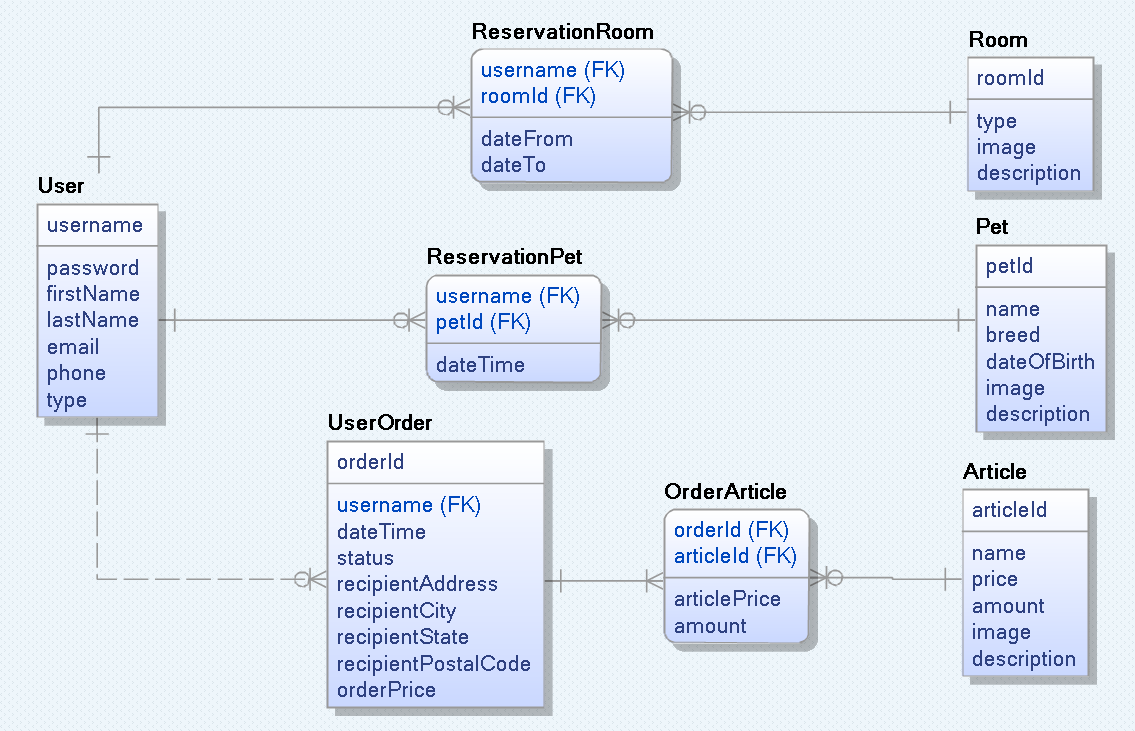 ReservationRoom
username (FK)
roomId (FK)
dateFrom
dateTo
Room
roomId
type
image
description
User
username
password
firstName
lastName
email
phone
type
ReservationPet
username (FK)
petId (FK)
dateTime
Pet
petId
name
breed
dateOfBirth
image
description
UserOrder
orderId
username (FK)
dateTime
status
recipientAddress
recipientCity
recipientState
recipientPostalCode
orderPrice
OrderArticle
orderId (FK)
articleId (FK)
articlePrice
amount
Article
articleId
name
price
amount
image
description